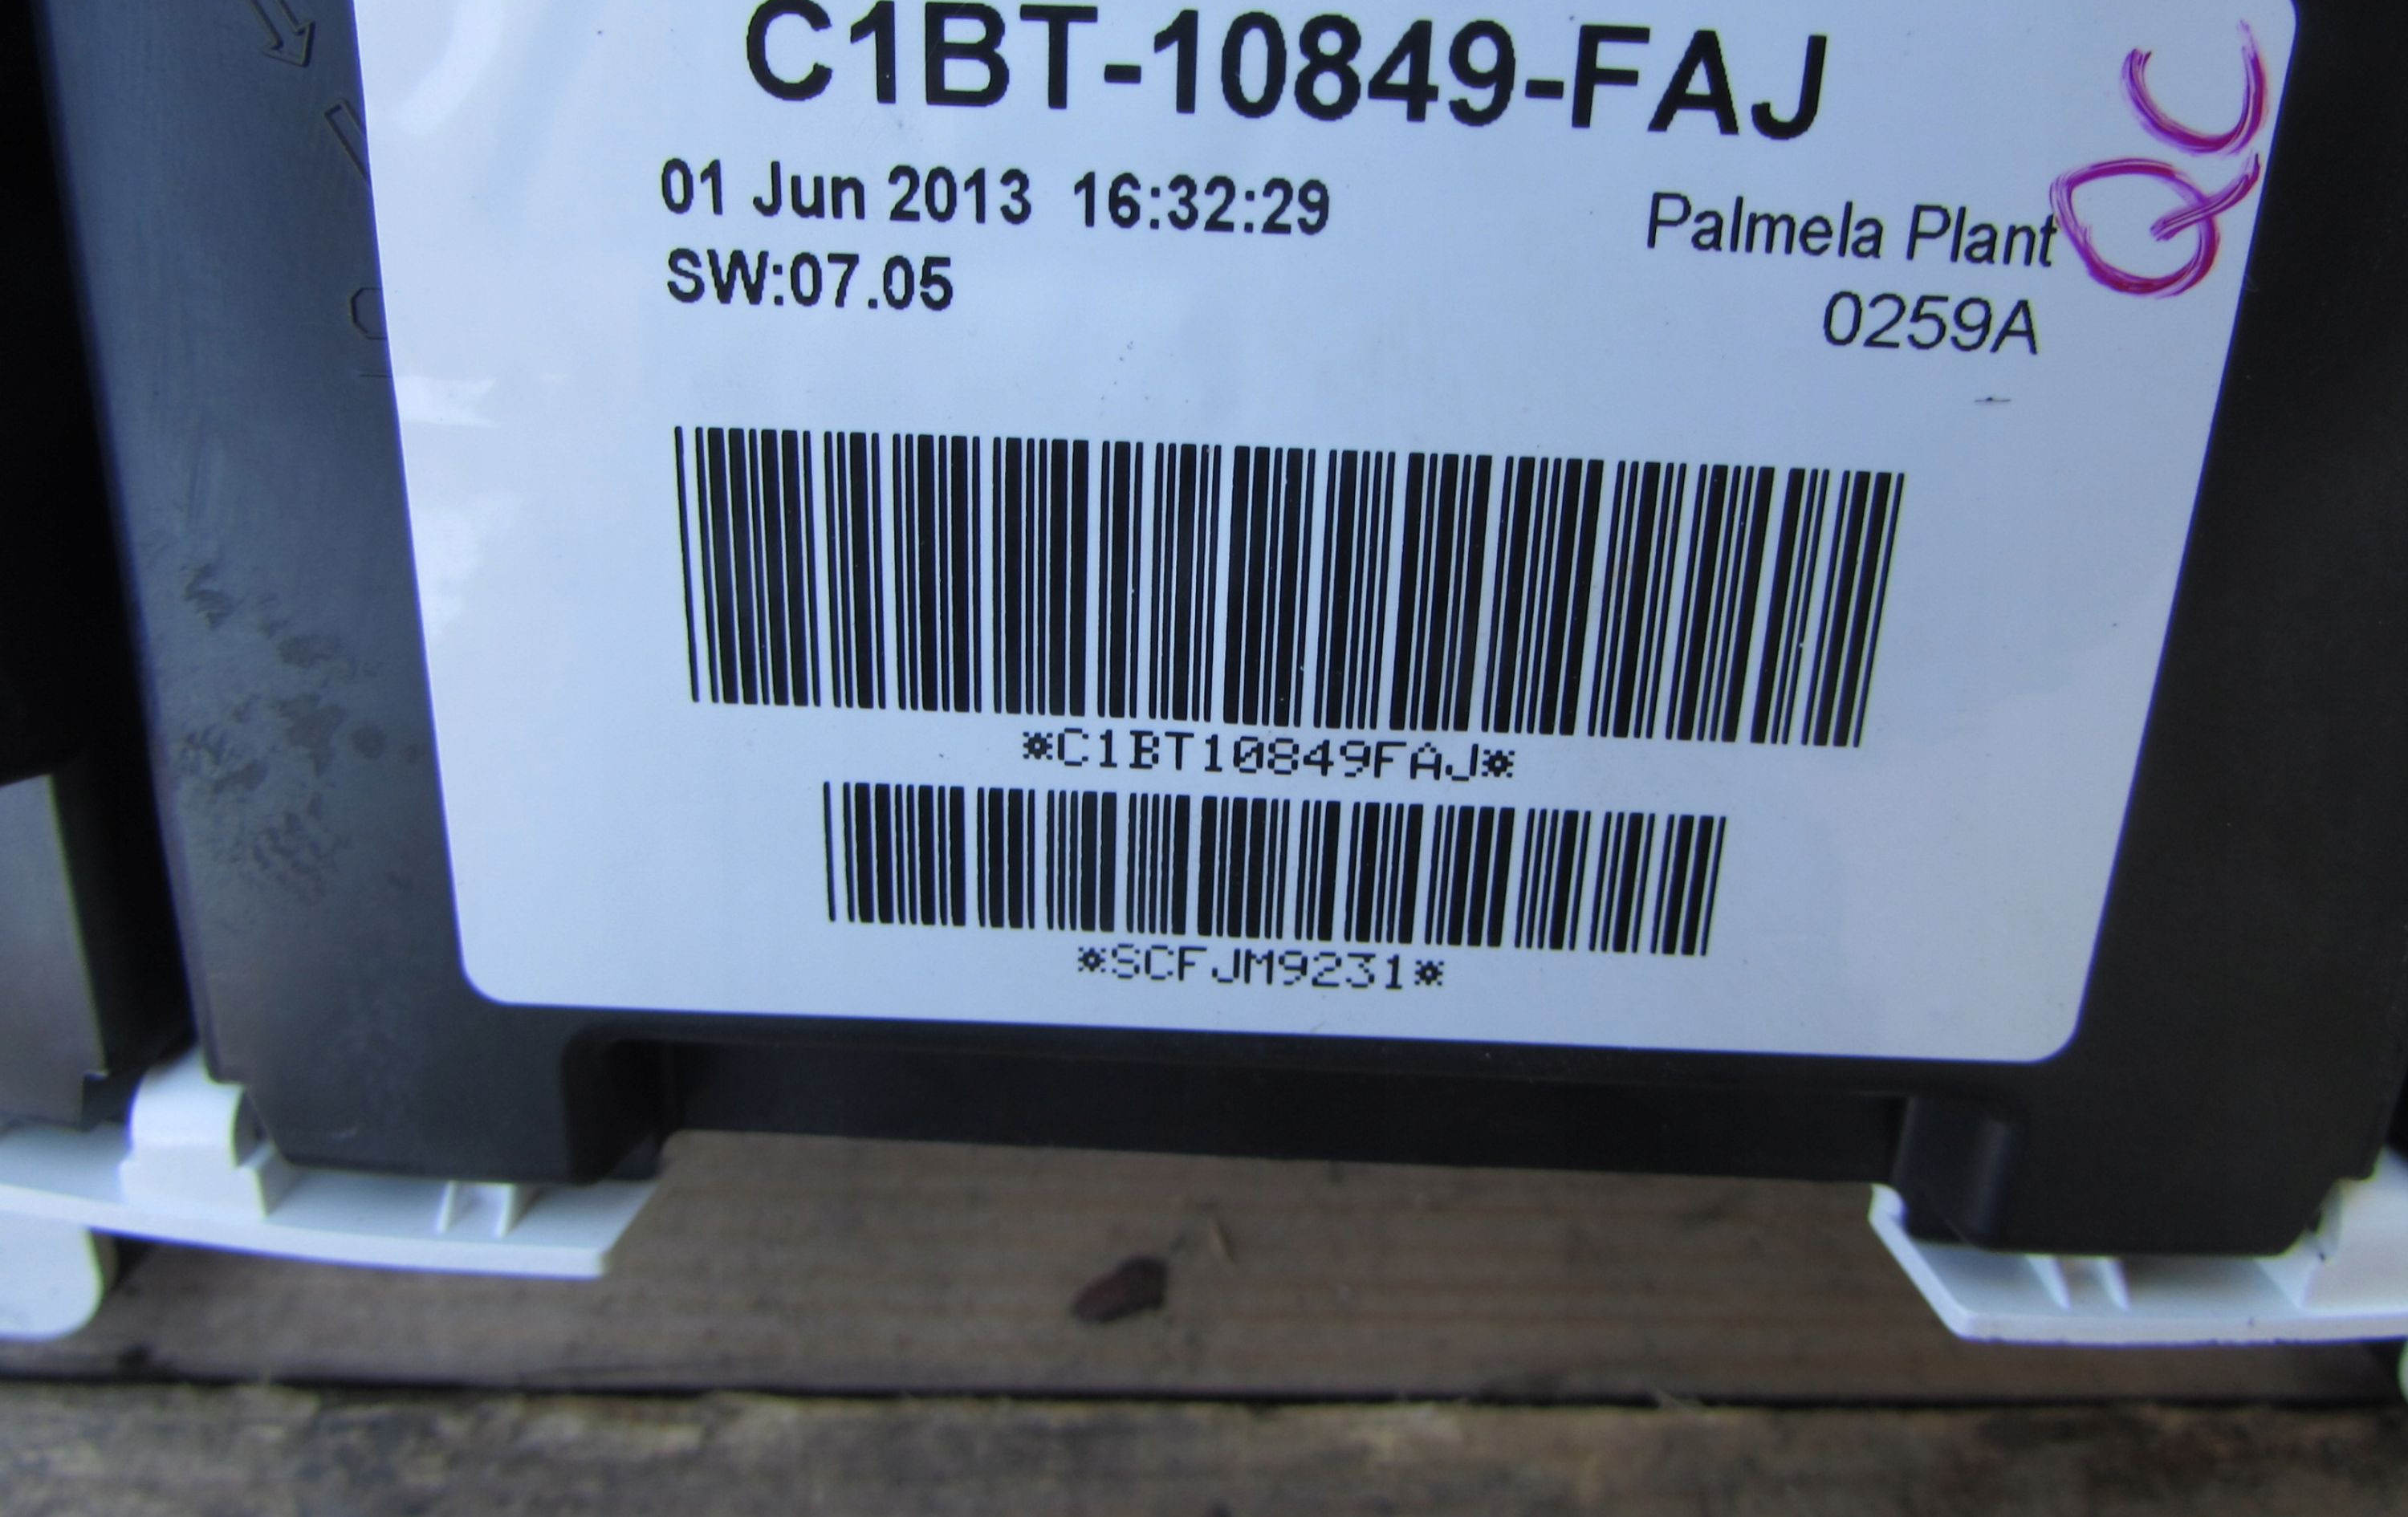 C1BT-10849-FAJ
01 Jun 2013 16:32:29
SW:07.05
Palmela Plant
0259A
QC
*C1BT10849FAJ*
*SCFJM9231*